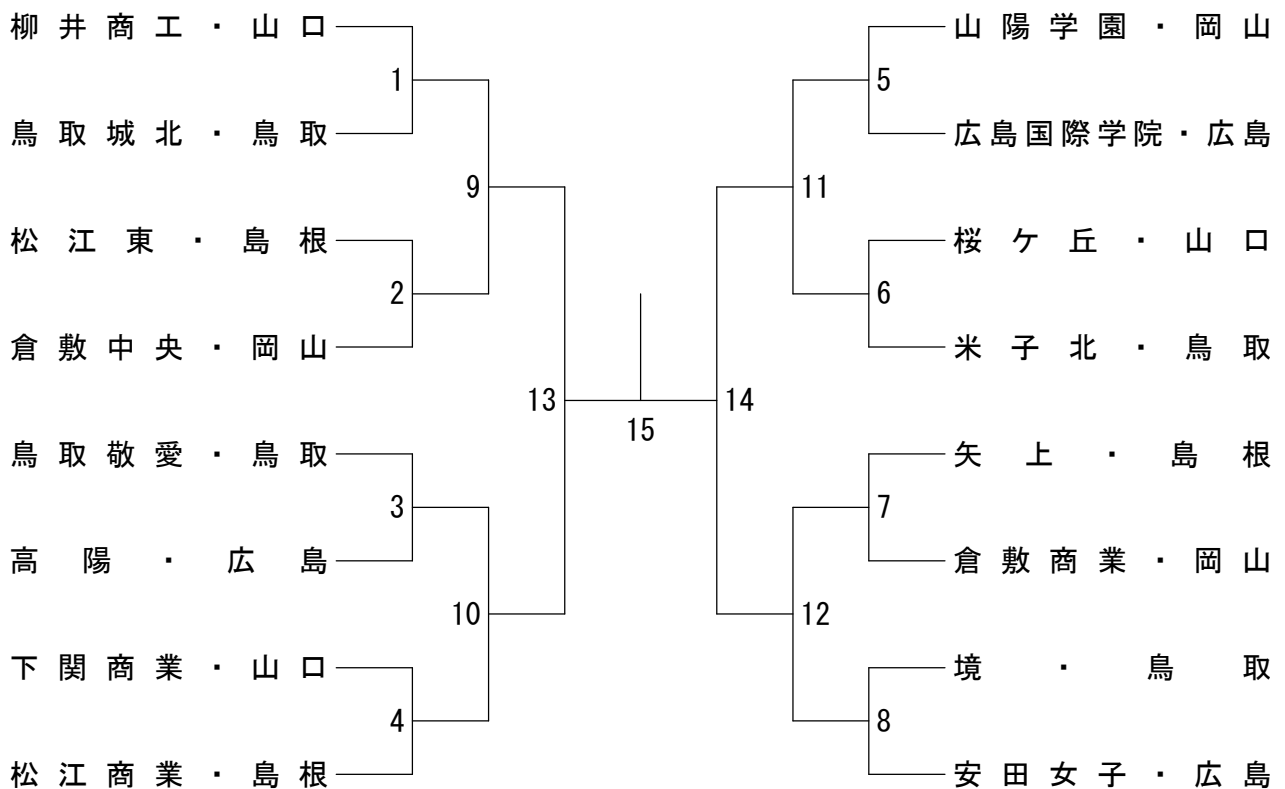 柳井商工・山口
1
鳥取城北・鳥取
9
松江東・島根
2
倉敷中央・岡山
13
鳥取敬愛・鳥取
3
高陽・広島
10
下関商業・山口
4
松江商業・島根
15
山陽学園・岡山
5
広島国際学院・広島
11
桜ケ丘・山口
6
米子北・鳥取
14
矢上・島根
7
倉敷商業・岡山
12
境・鳥取
8
安田女子・広島